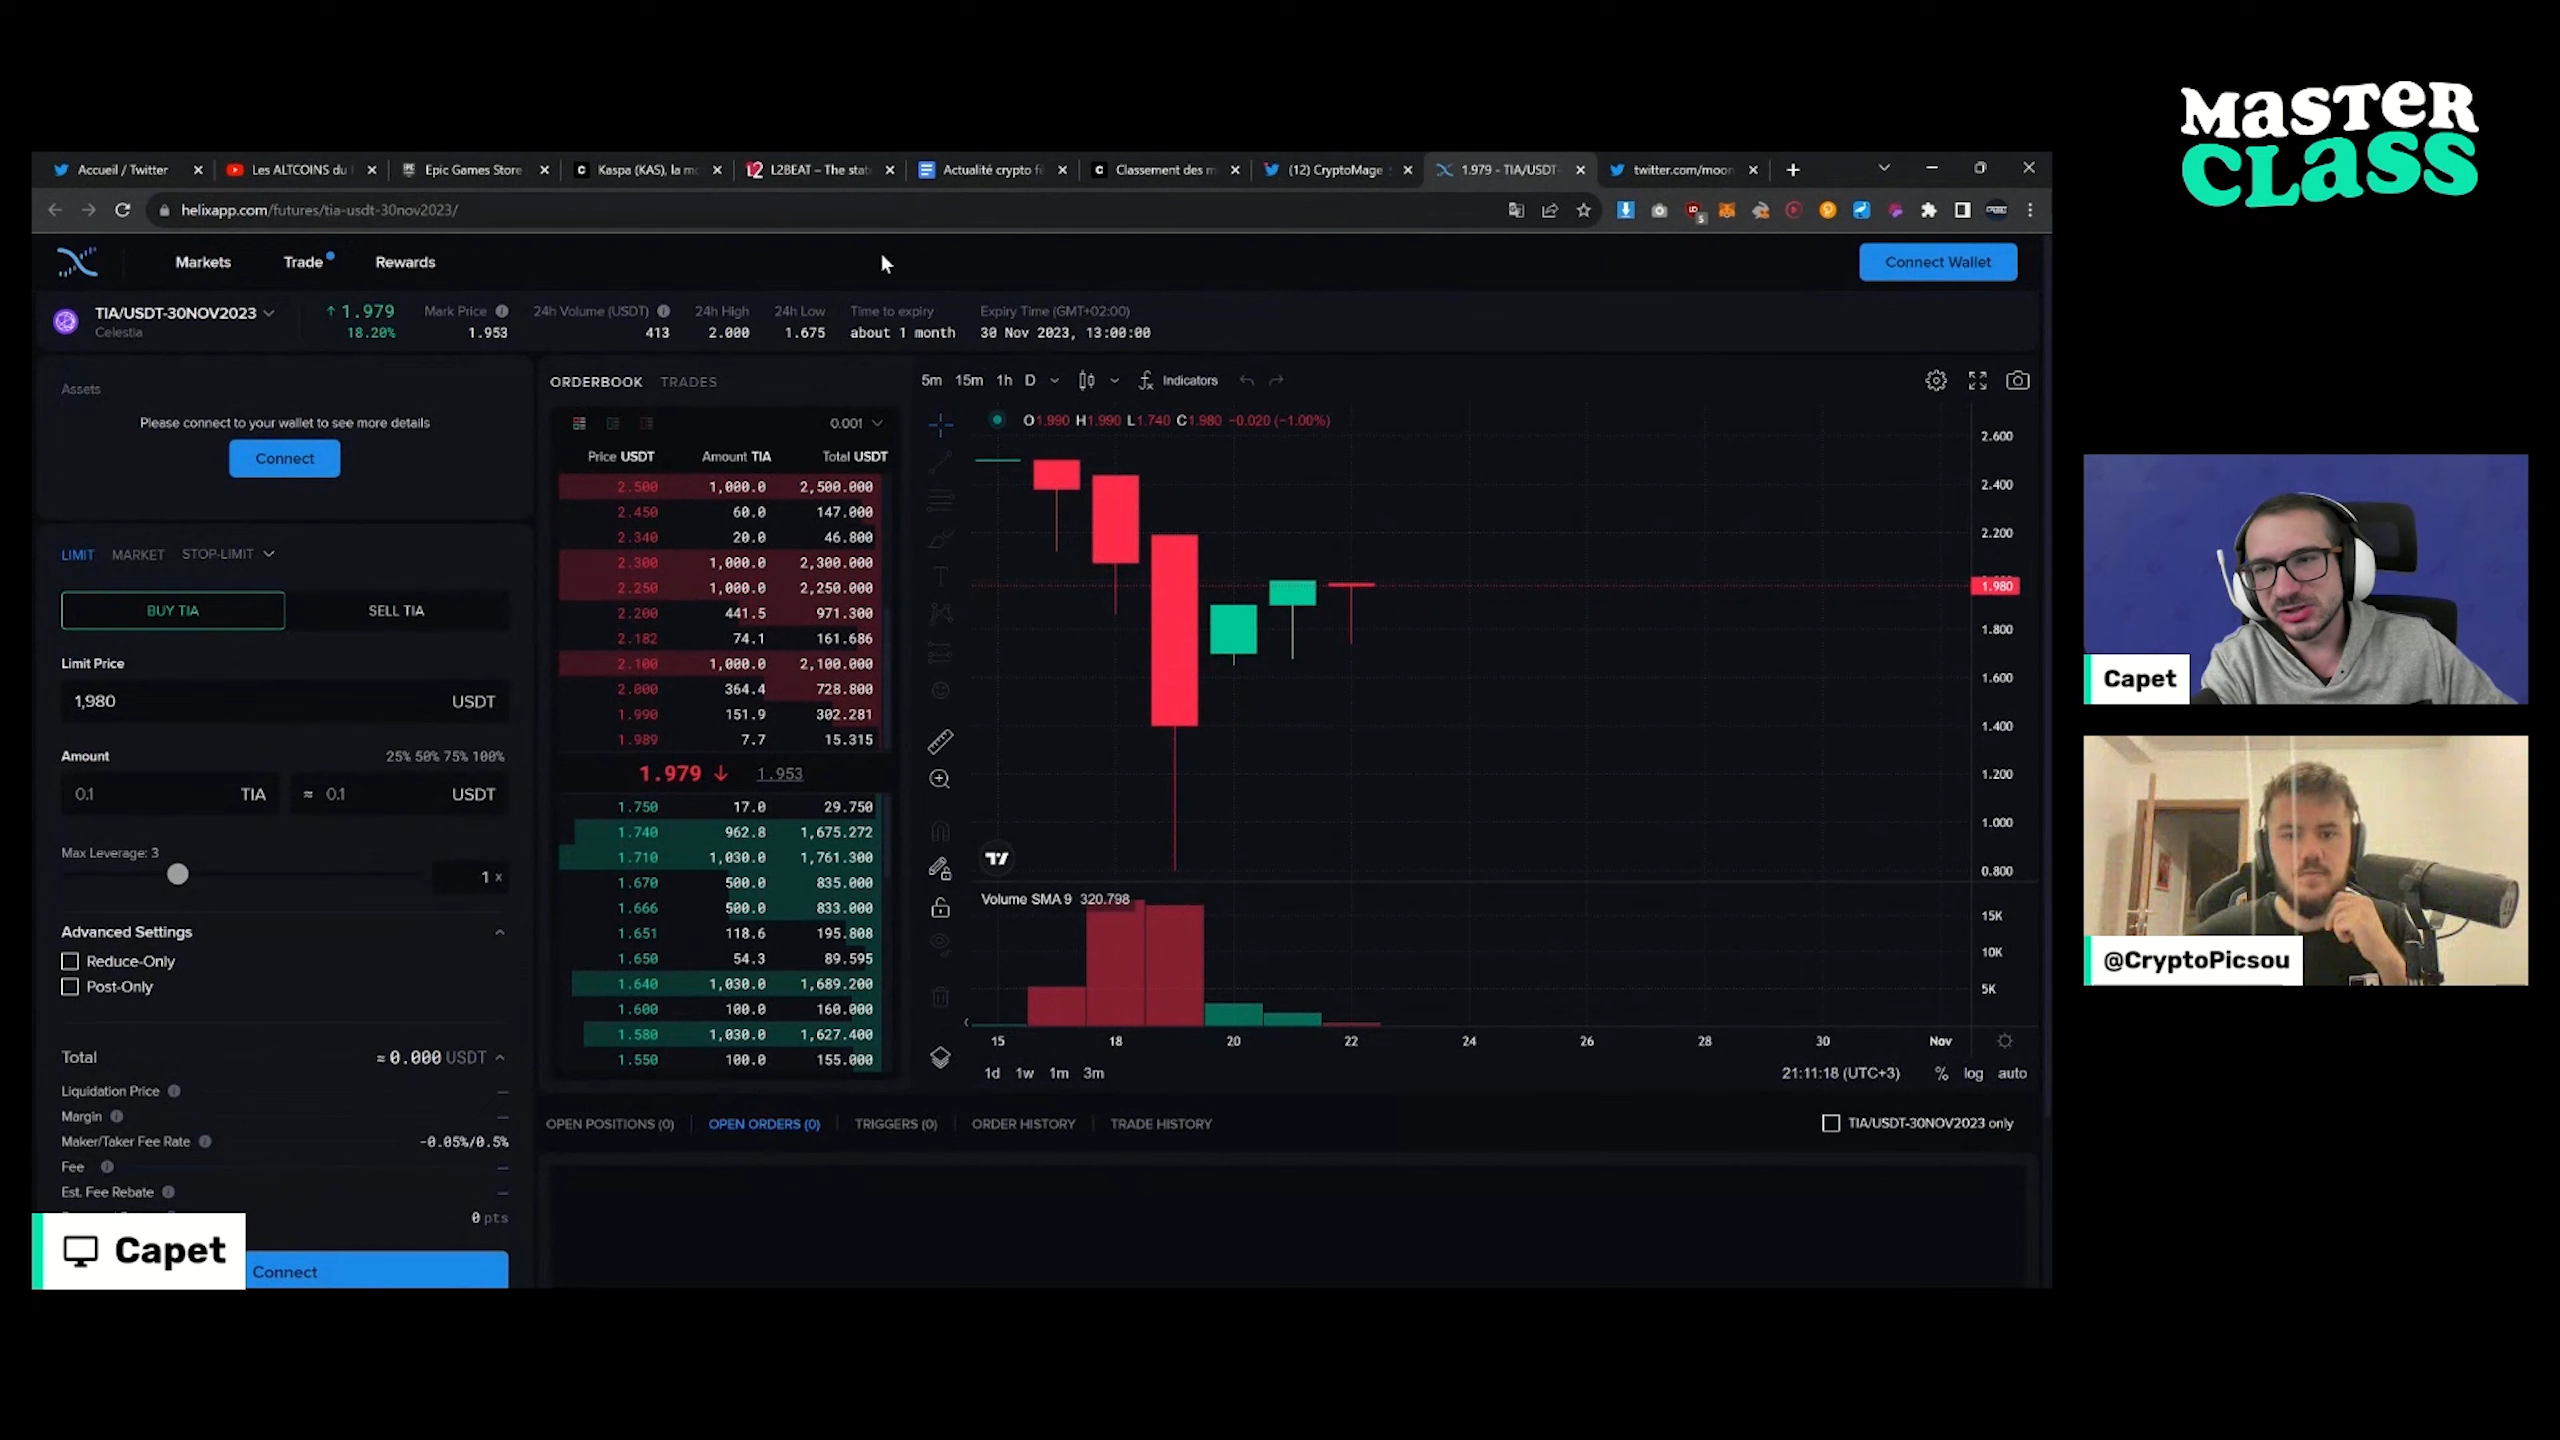 MASTER
CLASS
Accueil / Twitter
Les ALTCOINS du
Epic Games Store
Kaspa (KAS), la m
L2BEAT – The stat
Actualité crypto f
Classement des m
(12) CryptoMage
1.979 - TIA/USDT-
twitter.com/moon
helixapp.com/futures/tia-usdt-30nov2023/
Markets
Trade
Rewards
Connect Wallet
TIA/USDT-30NOV2023
Celestia
↑ 1.979
18.20%
Mark Price
1.953
24h Volume (USDT)
413
24h High
2.000
24h Low
1.675
Time to expiry
about 1 month
Expiry Time (GMT+02:00)
30 Nov 2023, 13:00:00
Assets
Please connect to your wallet to see more details
Connect
LIMIT MARKET STOP-LIMIT
BUY TIA
SELL TIA
Limit Price
1,980 USDT
Amount 25% 50% 75% 100%
0.1 TIA ≈ 0.1 USDT
Max Leverage: 3
1 x
Advanced Settings
Reduce-Only
Post-Only
Total ≈ 0.000 USDT
Liquidation Price —
Margin —
Maker/Taker Fee Rate -0.05%/0.5%
Fee —
Est. Fee Rebate —
0 pts
Connect
Capet
ORDERBOOK TRADES
0.001
Price USDT Amount TIA Total USDT
2.500 1,000.0 2,500.000
2.450 60.0 147.000
2.340 20.0 46.800
2.300 1,000.0 2,300.000
2.250 1,000.0 2,250.000
2.200 441.5 971.300
2.182 74.1 161.686
2.100 1,000.0 2,100.000
2.000 364.4 728.800
1.990 151.9 302.281
1.989 7.7 15.315
1.979 ↓ 1.953
1.750 17.0 29.750
1.740 962.8 1,675.272
1.710 1,030.0 1,761.300
1.670 500.0 835.000
1.666 500.0 833.000
1.651 118.6 195.808
1.650 54.3 89.595
1.640 1,030.0 1,689.200
1.600 100.0 160.000
1.580 1,030.0 1,627.400
1.550 100.0 155.000
5m 15m 1h D Indicators
O1.990 H1.990 L1.740 C1.980 −0.020 (−1.00%)
2.600
2.400
2.200
1.980
1.800
1.600
1.400
1.200
1.000
0.800
Volume SMA 9 320.798
15K
10K
5K
15 18 20 22 24 26 28 30 Nov
1d 1w 1m 3m
21:11:18 (UTC+3) % log auto
OPEN POSITIONS (0) OPEN ORDERS (0) TRIGGERS (0) ORDER HISTORY TRADE HISTORY
TIA/USDT-30NOV2023 only
Capet
@CryptoPicsou